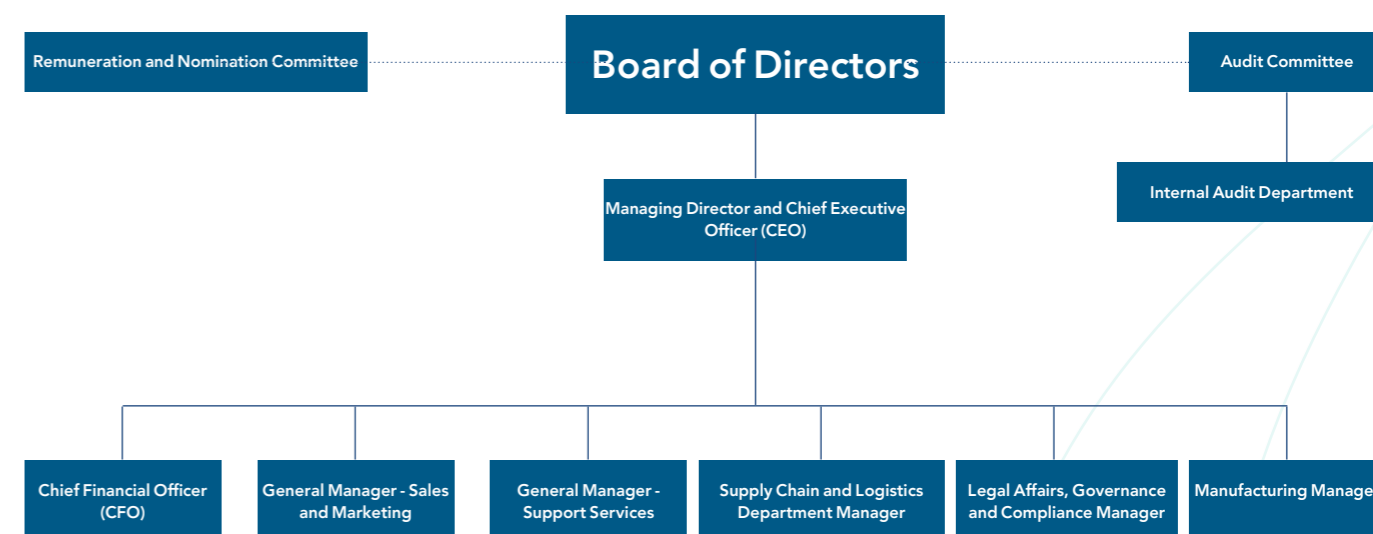 Remuneration and Nomination Committee
Board of Directors
Audit Committee
Internal Audit Department
Managing Director and Chief Executive
Officer (CEO)
Chief Financial Officer
(CFO)
General Manager - Sales
and Marketing
General Manager -
Support Services
Supply Chain and Logistics
Department Manager
Legal Affairs, Governance
and Compliance Manager
Manufacturing Manage